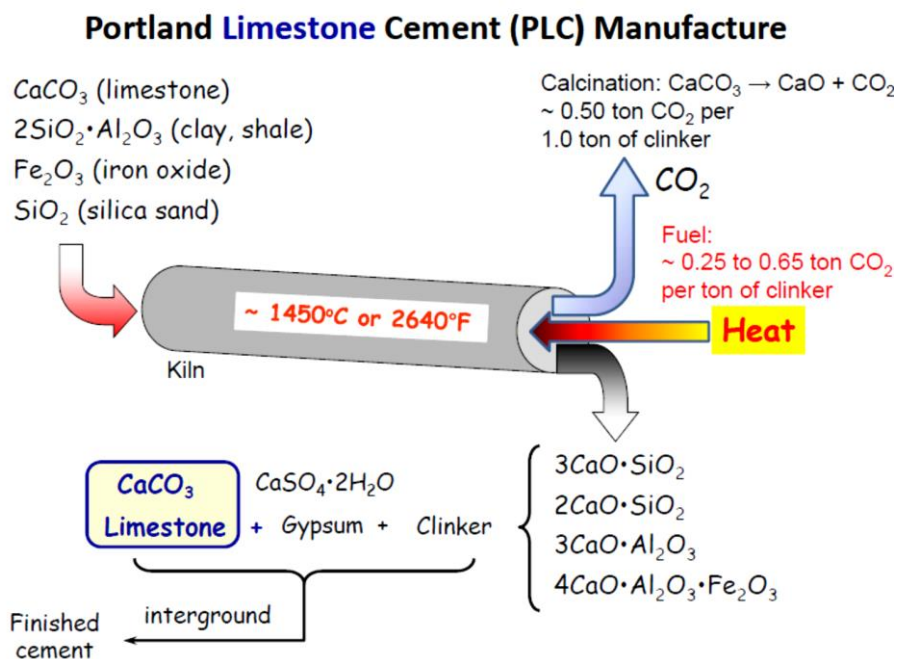 Portland Limestone Cement (PLC) Manufacture
CaCO₃ (limestone)
2SiO₂•Al₂O₃ (clay, shale)
Fe₂O₃ (iron oxide)
SiO₂ (silica sand)
Calcination: CaCO₃ → CaO + CO₂
~ 0.50 ton CO₂ per
1.0 ton of clinker
CO₂
Fuel:
~ 0.25 to 0.65 ton CO₂
per ton of clinker
~ 1450°C or 2640°F
Heat
Kiln
CaCO₃
Limestone
+
CaSO₄•2H₂O
Gypsum + Clinker
3CaO•SiO₂
2CaO•SiO₂
3CaO•Al₂O₃
4CaO•Al₂O₃•Fe₂O₃
interground
Finished
cement